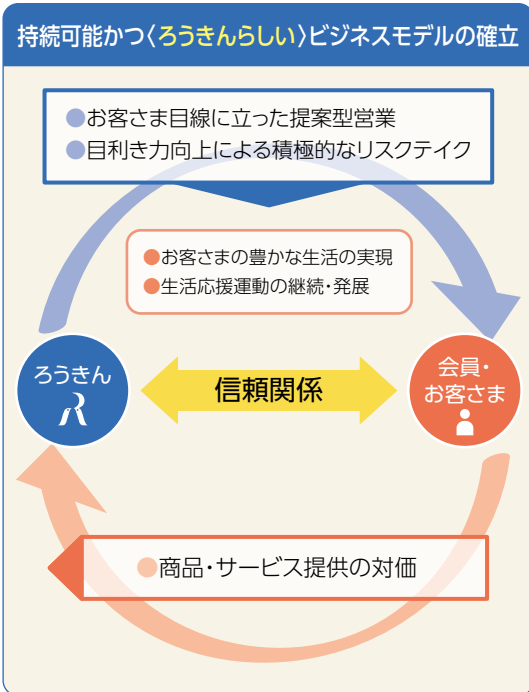 持続可能かつ〈ろうきんらしい〉ビジネスモデルの確立
●お客さま目線に立った提案型営業
●目利き力向上による積極的なリスクテイク
●お客さまの豊かな生活の実現
●生活応援運動の継続・発展
ろうきん
信頼関係
会員・
お客さま
●商品・サービス提供の対価